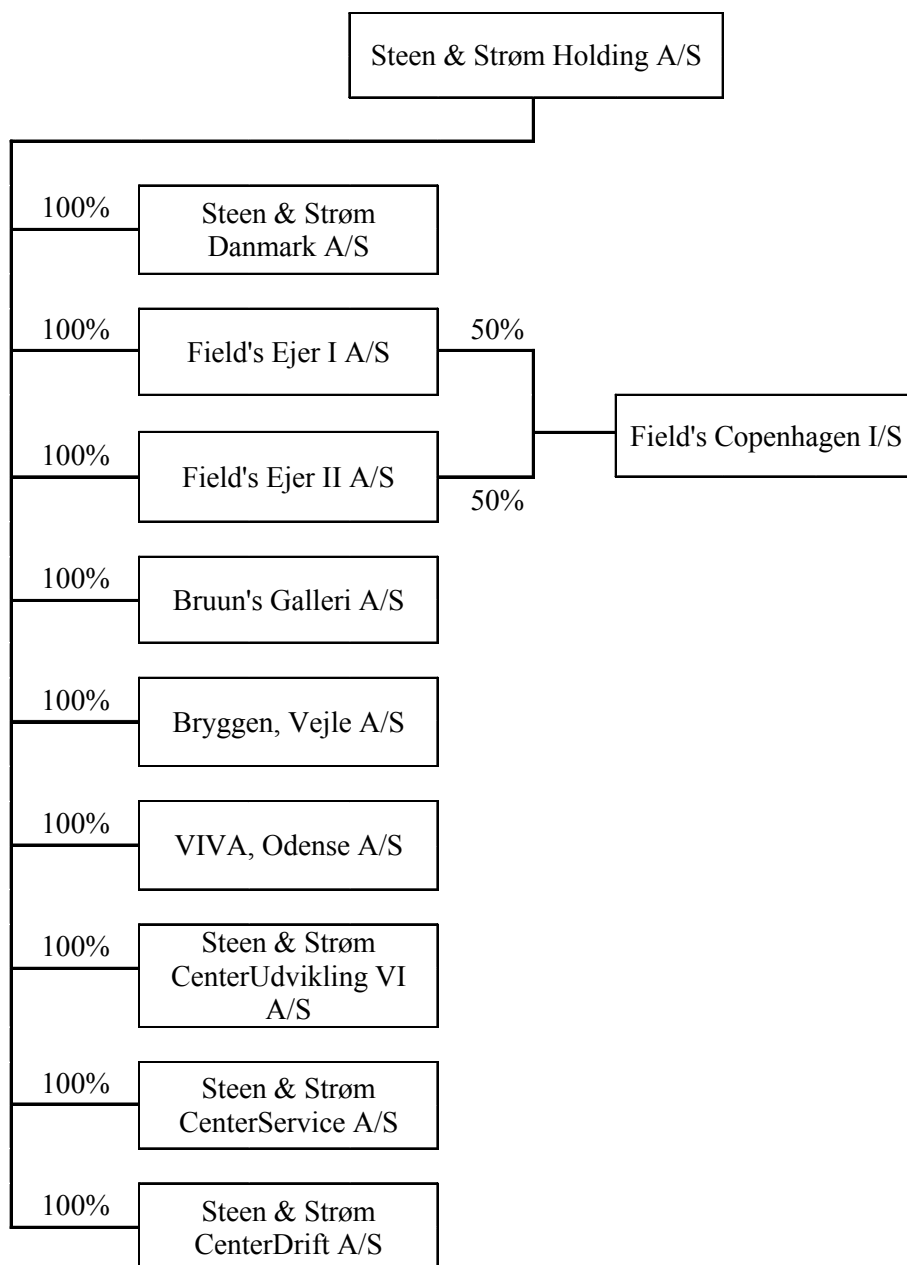 Steen & Strøm Holding A/S
100%
Steen & Strøm
Danmark A/S
100%
Field's Ejer I A/S
50%
Field's Copenhagen I/S
100%
Field's Ejer II A/S
50%
100%
Bruun's Galleri A/S
100%
Bryggen, Vejle A/S
100%
VIVA, Odense A/S
100%
Steen & Strøm
CenterUdvikling VI
A/S
100%
Steen & Strøm
CenterService A/S
100%
Steen & Strøm
CenterDrift A/S